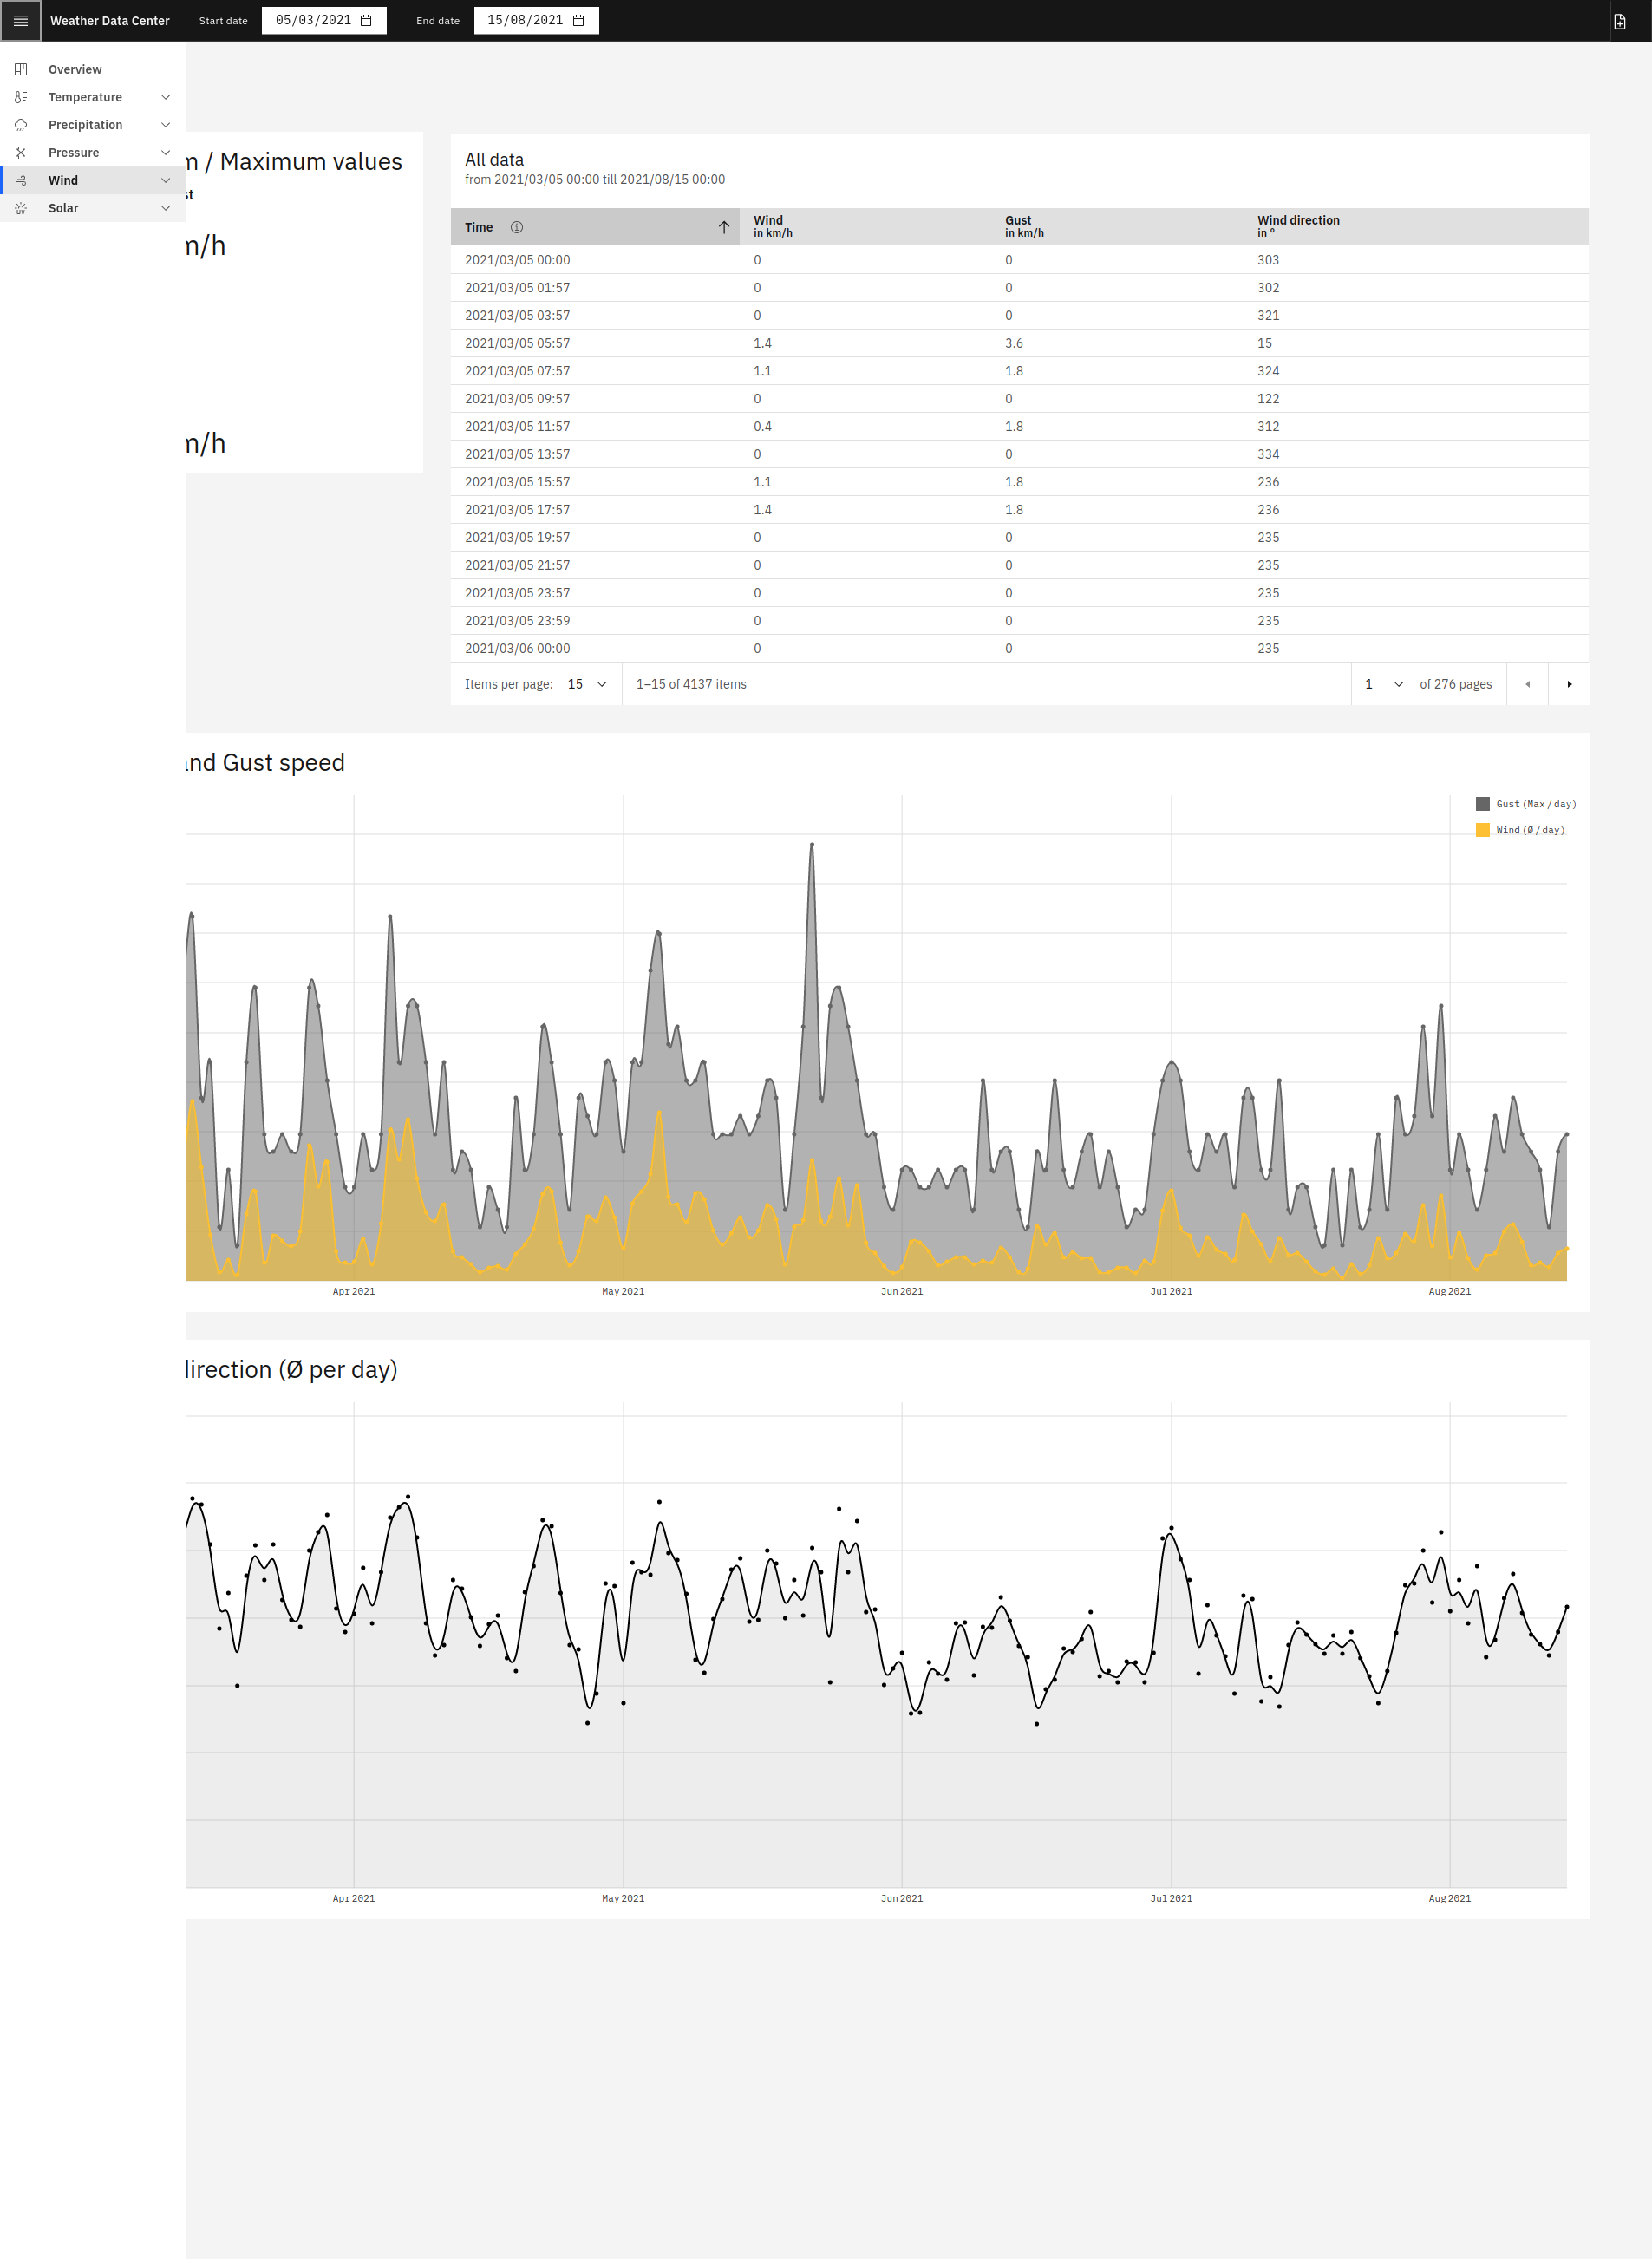 Weather Data Center Start date 05/03/2021 End date 15/08/2021
Overview
Temperature
Precipitation
Pressure
Wind
Solar
/ Maximum values
m/h
m/h
All data
from 2021/03/05 00:00 till 2021/08/15 00:00
Time Wind in km/h Gust in km/h Wind direction in °
2021/03/05 00:00 0 0 303
2021/03/05 01:57 0 0 302
2021/03/05 03:57 0 0 321
2021/03/05 05:57 1.4 3.6 15
2021/03/05 07:57 1.1 1.8 324
2021/03/05 09:57 0 0 122
2021/03/05 11:57 0.4 1.8 312
2021/03/05 13:57 0 0 334
2021/03/05 15:57 1.1 1.8 236
2021/03/05 17:57 1.4 1.8 236
2021/03/05 19:57 0 0 235
2021/03/05 21:57 0 0 235
2021/03/05 23:57 0 0 235
2021/03/05 23:59 0 0 235
2021/03/06 00:00 0 0 235
Items per page: 15 1–15 of 4137 items 1 of 276 pages
and Gust speed
Gust (Max / day)
Wind (Ø / day)
Apr 2021 May 2021 Jun 2021 Jul 2021 Aug 2021
direction (Ø per day)
Apr 2021 May 2021 Jun 2021 Jul 2021 Aug 2021